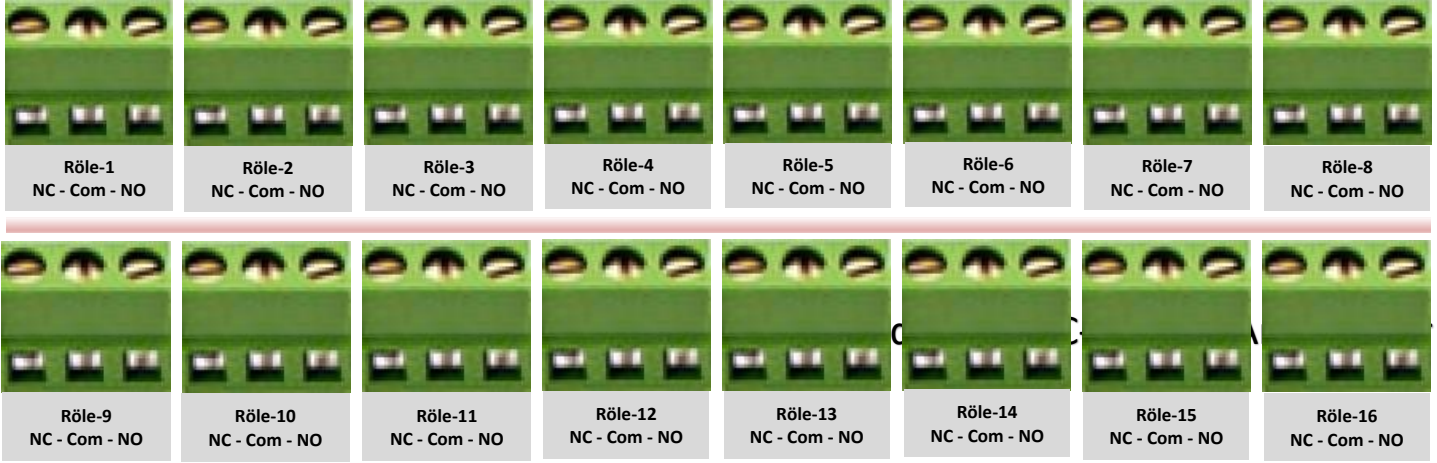 Röle-1
NC - Com - NO
Röle-2
NC - Com - NO
Röle-3
NC - Com - NO
Röle-4
NC - Com - NO
Röle-5
NC - Com - NO
Röle-6
NC - Com - NO
Röle-7
NC - Com - NO
Röle-8
NC - Com - NO
Röle-9
NC - Com - NO
Röle-10
NC - Com - NO
Röle-11
NC - Com - NO
Röle-12
NC - Com - NO
Röle-13
NC - Com - NO
Röle-14
NC - Com - NO
Röle-15
NC - Com - NO
Röle-16
NC - Com - NO